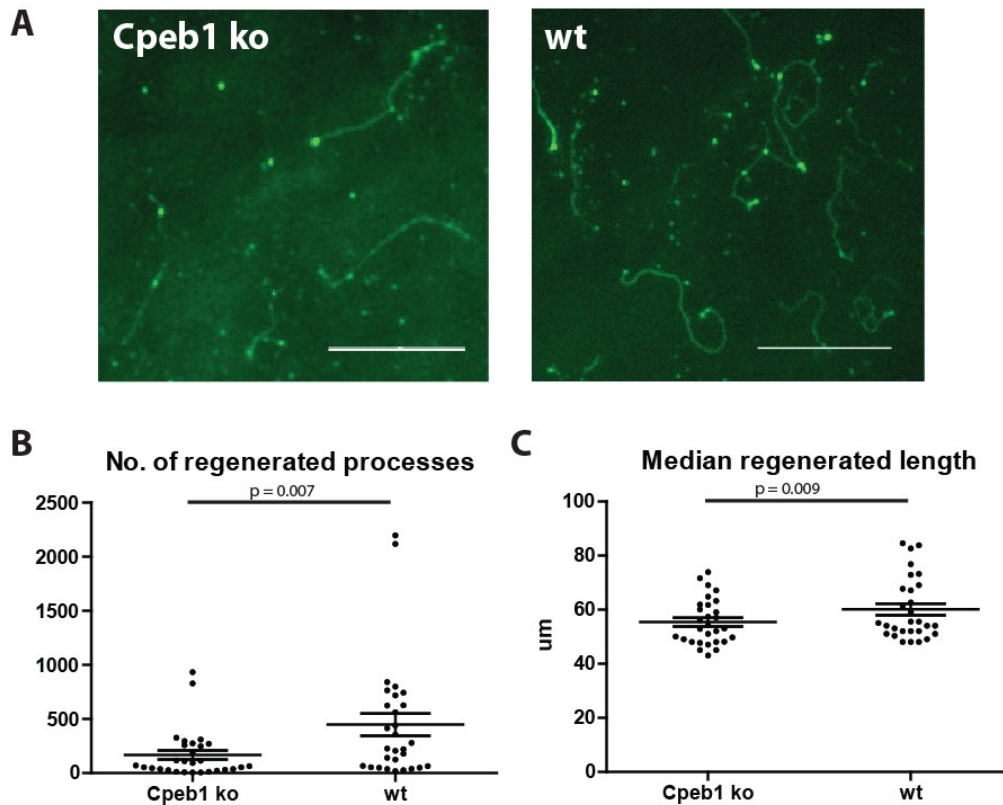 A
Cpeb1 ko
wt
B
No. of regenerated processes
p = 0.007
2500
2000
1500
1000
500
0
Cpeb1 ko
wt
C
Median regenerated length
p = 0.009
100
80
60
40
20
0
um
Cpeb1 ko
wt